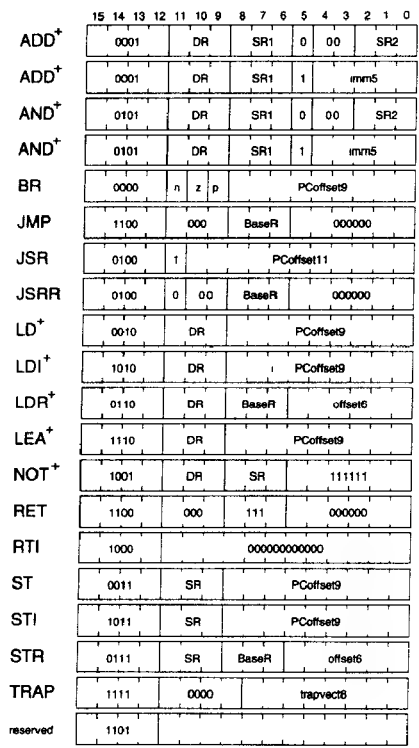 15 14 13 12 11 10 9 8 7 6 5 4 3 2 1 0
ADD+ 0001 DR SR1 0 00 SR2
ADD+ 0001 DR SR1 1 imm5
AND+ 0101 DR SR1 0 00 SR2
AND+ 0101 DR SR1 1 imm5
BR 0000 n z p PCoffset9
JMP 1100 000 BaseR 000000
JSR 0100 1 PCoffset11
JSRR 0100 0 00 BaseR 000000
LD+ 0010 DR PCoffset9
LDI+ 1010 DR PCoffset9
LDR+ 0110 DR BaseR offset6
LEA+ 1110 DR PCoffset9
NOT+ 1001 DR SR 111111
RET 1100 000 111 000000
RTI 1000 000000000000
ST 0011 SR PCoffset9
STI 1011 SR PCoffset9
STR 0111 SR BaseR offset6
TRAP 1111 0000 trapvect8
reserved 1101